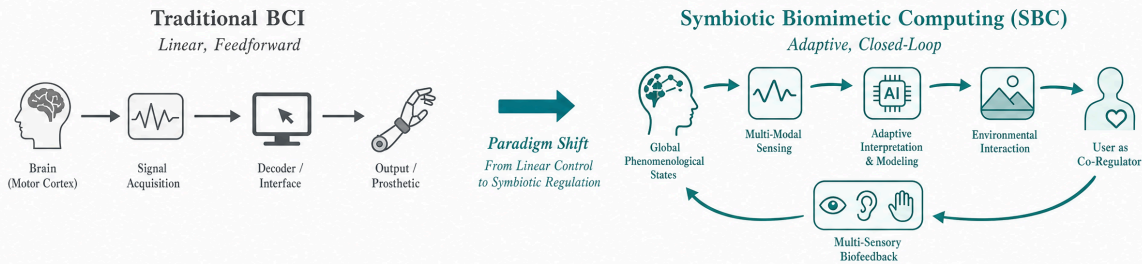 Traditional BCI
Linear, Feedforward
Brain
(Motor Cortex)
Signal
Acquisition
Decoder /
Interface
Output /
Prosthetic
Paradigm Shift
From Linear Control
to Symbiotic Regulation
Symbiotic Biomimetic Computing (SBC)
Adaptive, Closed-Loop
Global
Phenomenological
States
Multi-Modal
Sensing
AI
Adaptive
Interpretation
& Modeling
Environmental
Interaction
User as
Co-Regulator
Multi-Sensory
Biofeedback